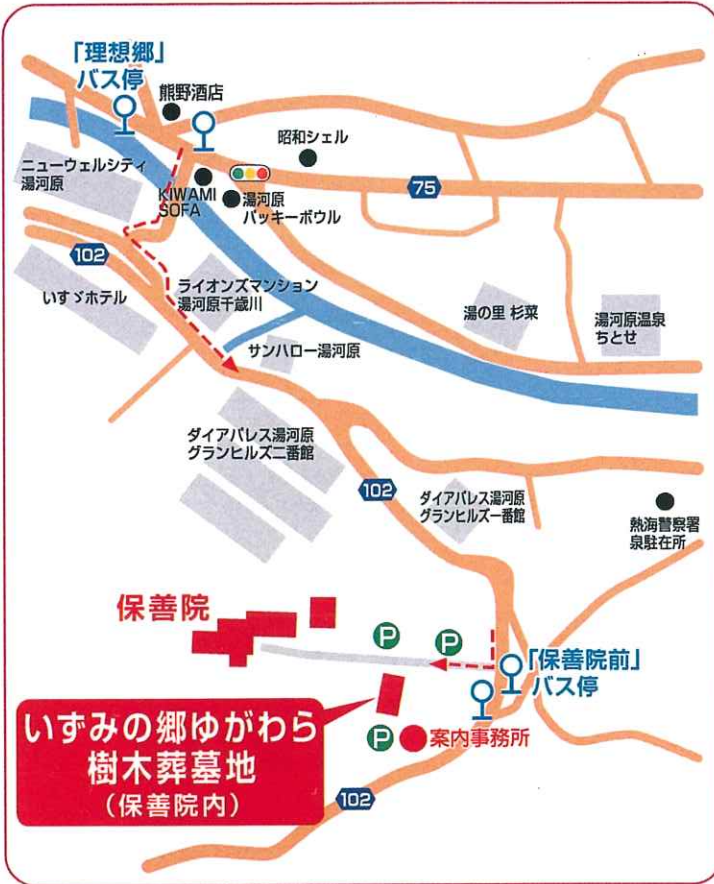 「理想郷」
バス停
熊野酒店
昭和シェル
ニューウェルシティ
湯河原
KIWAMI
SOFA
湯河原
バッキーボウル
75
102
いすゞホテル
ライオンズマンション
湯河原千歳川
湯の里 杉菜
湯河原温泉
ちとせ
サンハロー湯河原
ダイアパレス湯河原
グランヒルズ二番館
102
ダイアパレス湯河原
グランヒルズ一番館
熱海警察署
泉駐在所
保善院
P
P
「保善院前」
バス停
いずみの郷ゆがわら
樹木葬墓地
(保善院内)
P
案内事務所
102